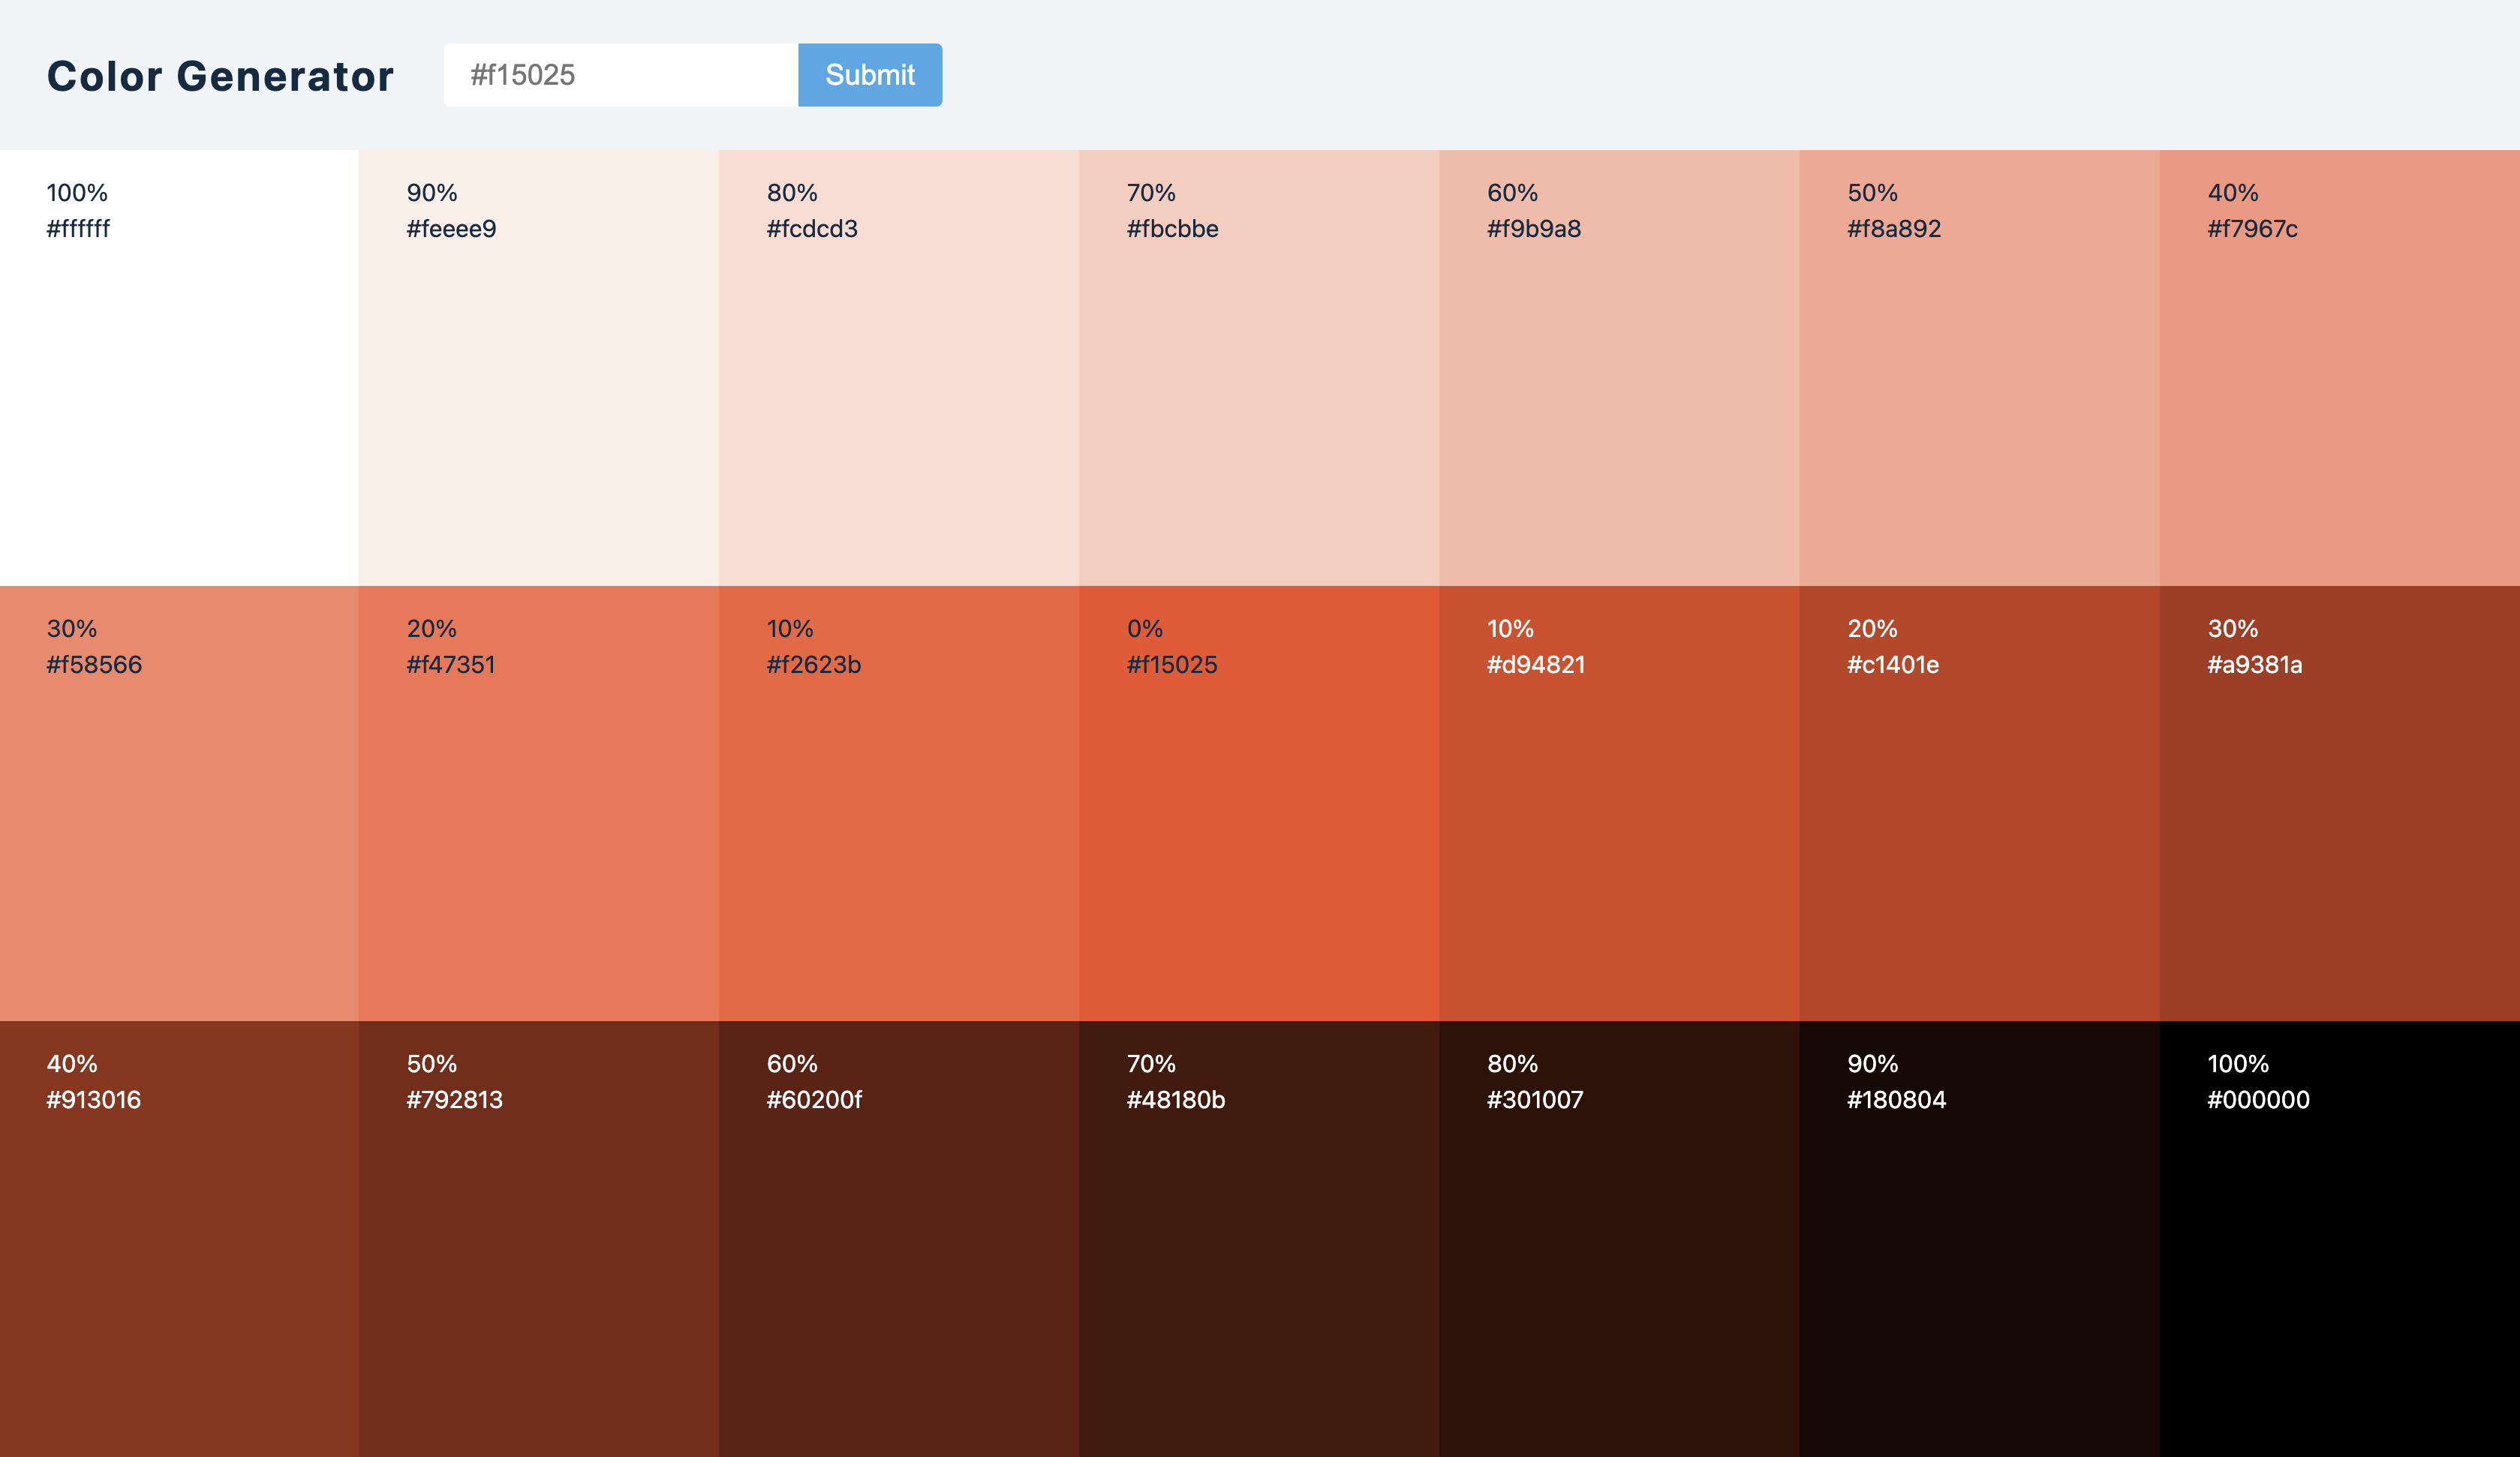 Color Generator
#f15025
Submit
100%
#ffffff
90%
#feeee9
80%
#fcdcd3
70%
#fbcbbe
60%
#f9b9a8
50%
#f8a892
40%
#f7967c
30%
#f58566
20%
#f47351
10%
#f2623b
0%
#f15025
10%
#d94821
20%
#c1401e
30%
#a9381a
40%
#913016
50%
#792813
60%
#60200f
70%
#48180b
80%
#301007
90%
#180804
100%
#000000